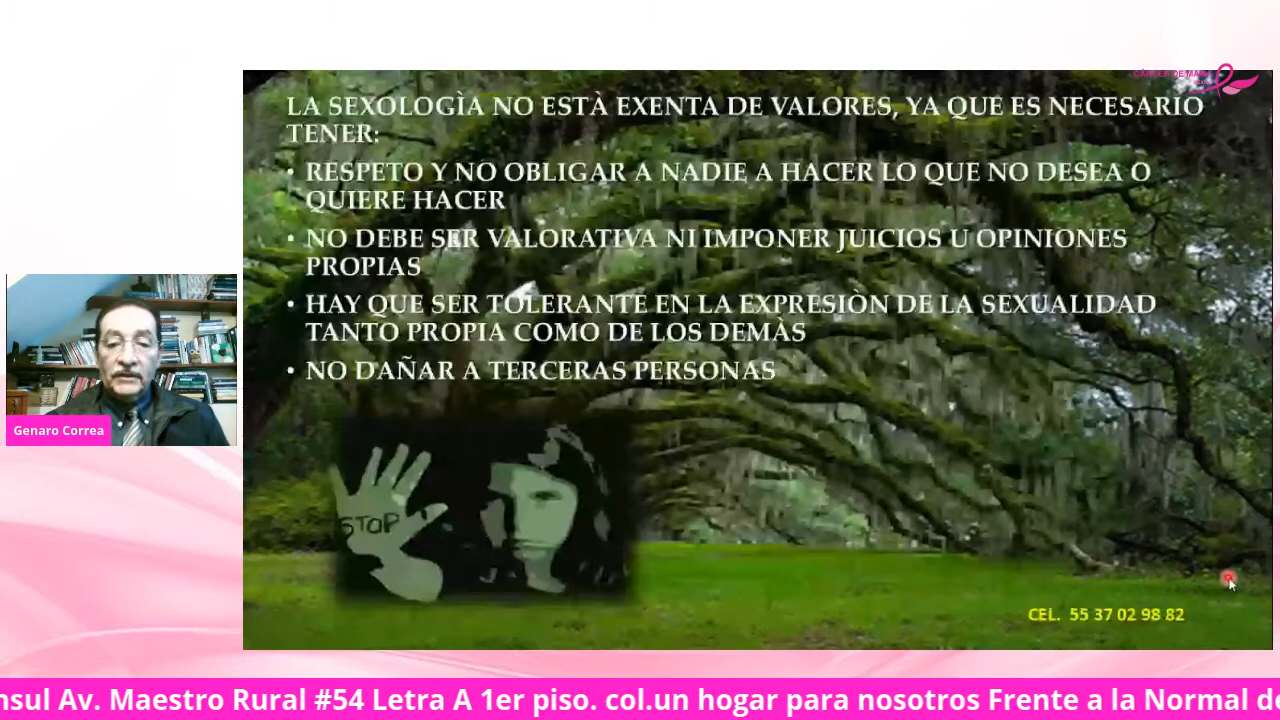 CÁNCER DE MAMA
LA SEXOLOGÌA NO ESTÀ EXENTA DE VALORES, YA QUE ES NECESARIO
TENER:
• RESPETO Y NO OBLIGAR A NADIE A HACER LO QUE NO DESEA O
QUIERE HACER
• NO DEBE SER VALORATIVA NI IMPONER JUICIOS U OPINIONES
PROPIAS
• HAY QUE SER TOLERANTE EN LA EXPRESIÒN DE LA SEXUALIDAD
TANTO PROPIA COMO DE LOS DEMÀS
• NO DAÑAR A TERCERAS PERSONAS
STOP
Genaro Correa
CEL. 55 37 02 98 82
nsul Av. Maestro Rural #54 Letra A 1er piso. col.un hogar para nosotros Frente a la Normal de